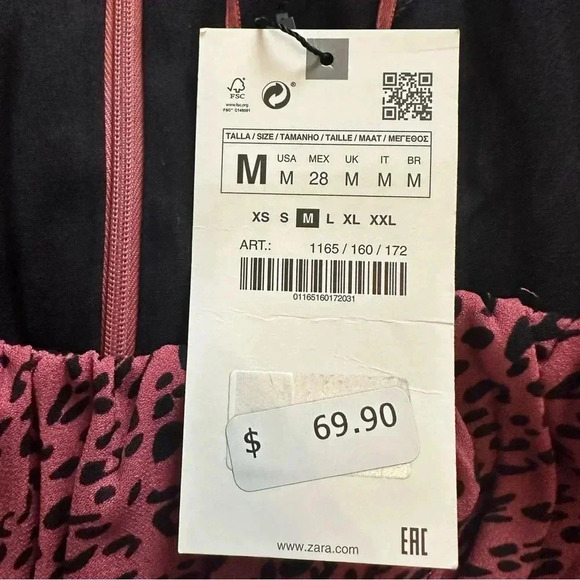 FSC
www.fsc.org
TALLA / SIZE / TAMANHO / TAILLE / MAAT / ΜΕΓΕΘΟΣ
M USA MEX UK IT BR
M 28 M M M
XS S M L XL XXL
ART.: 1165 / 160 / 172
01165160172031
$ 69.90
www.zara.com
EAC